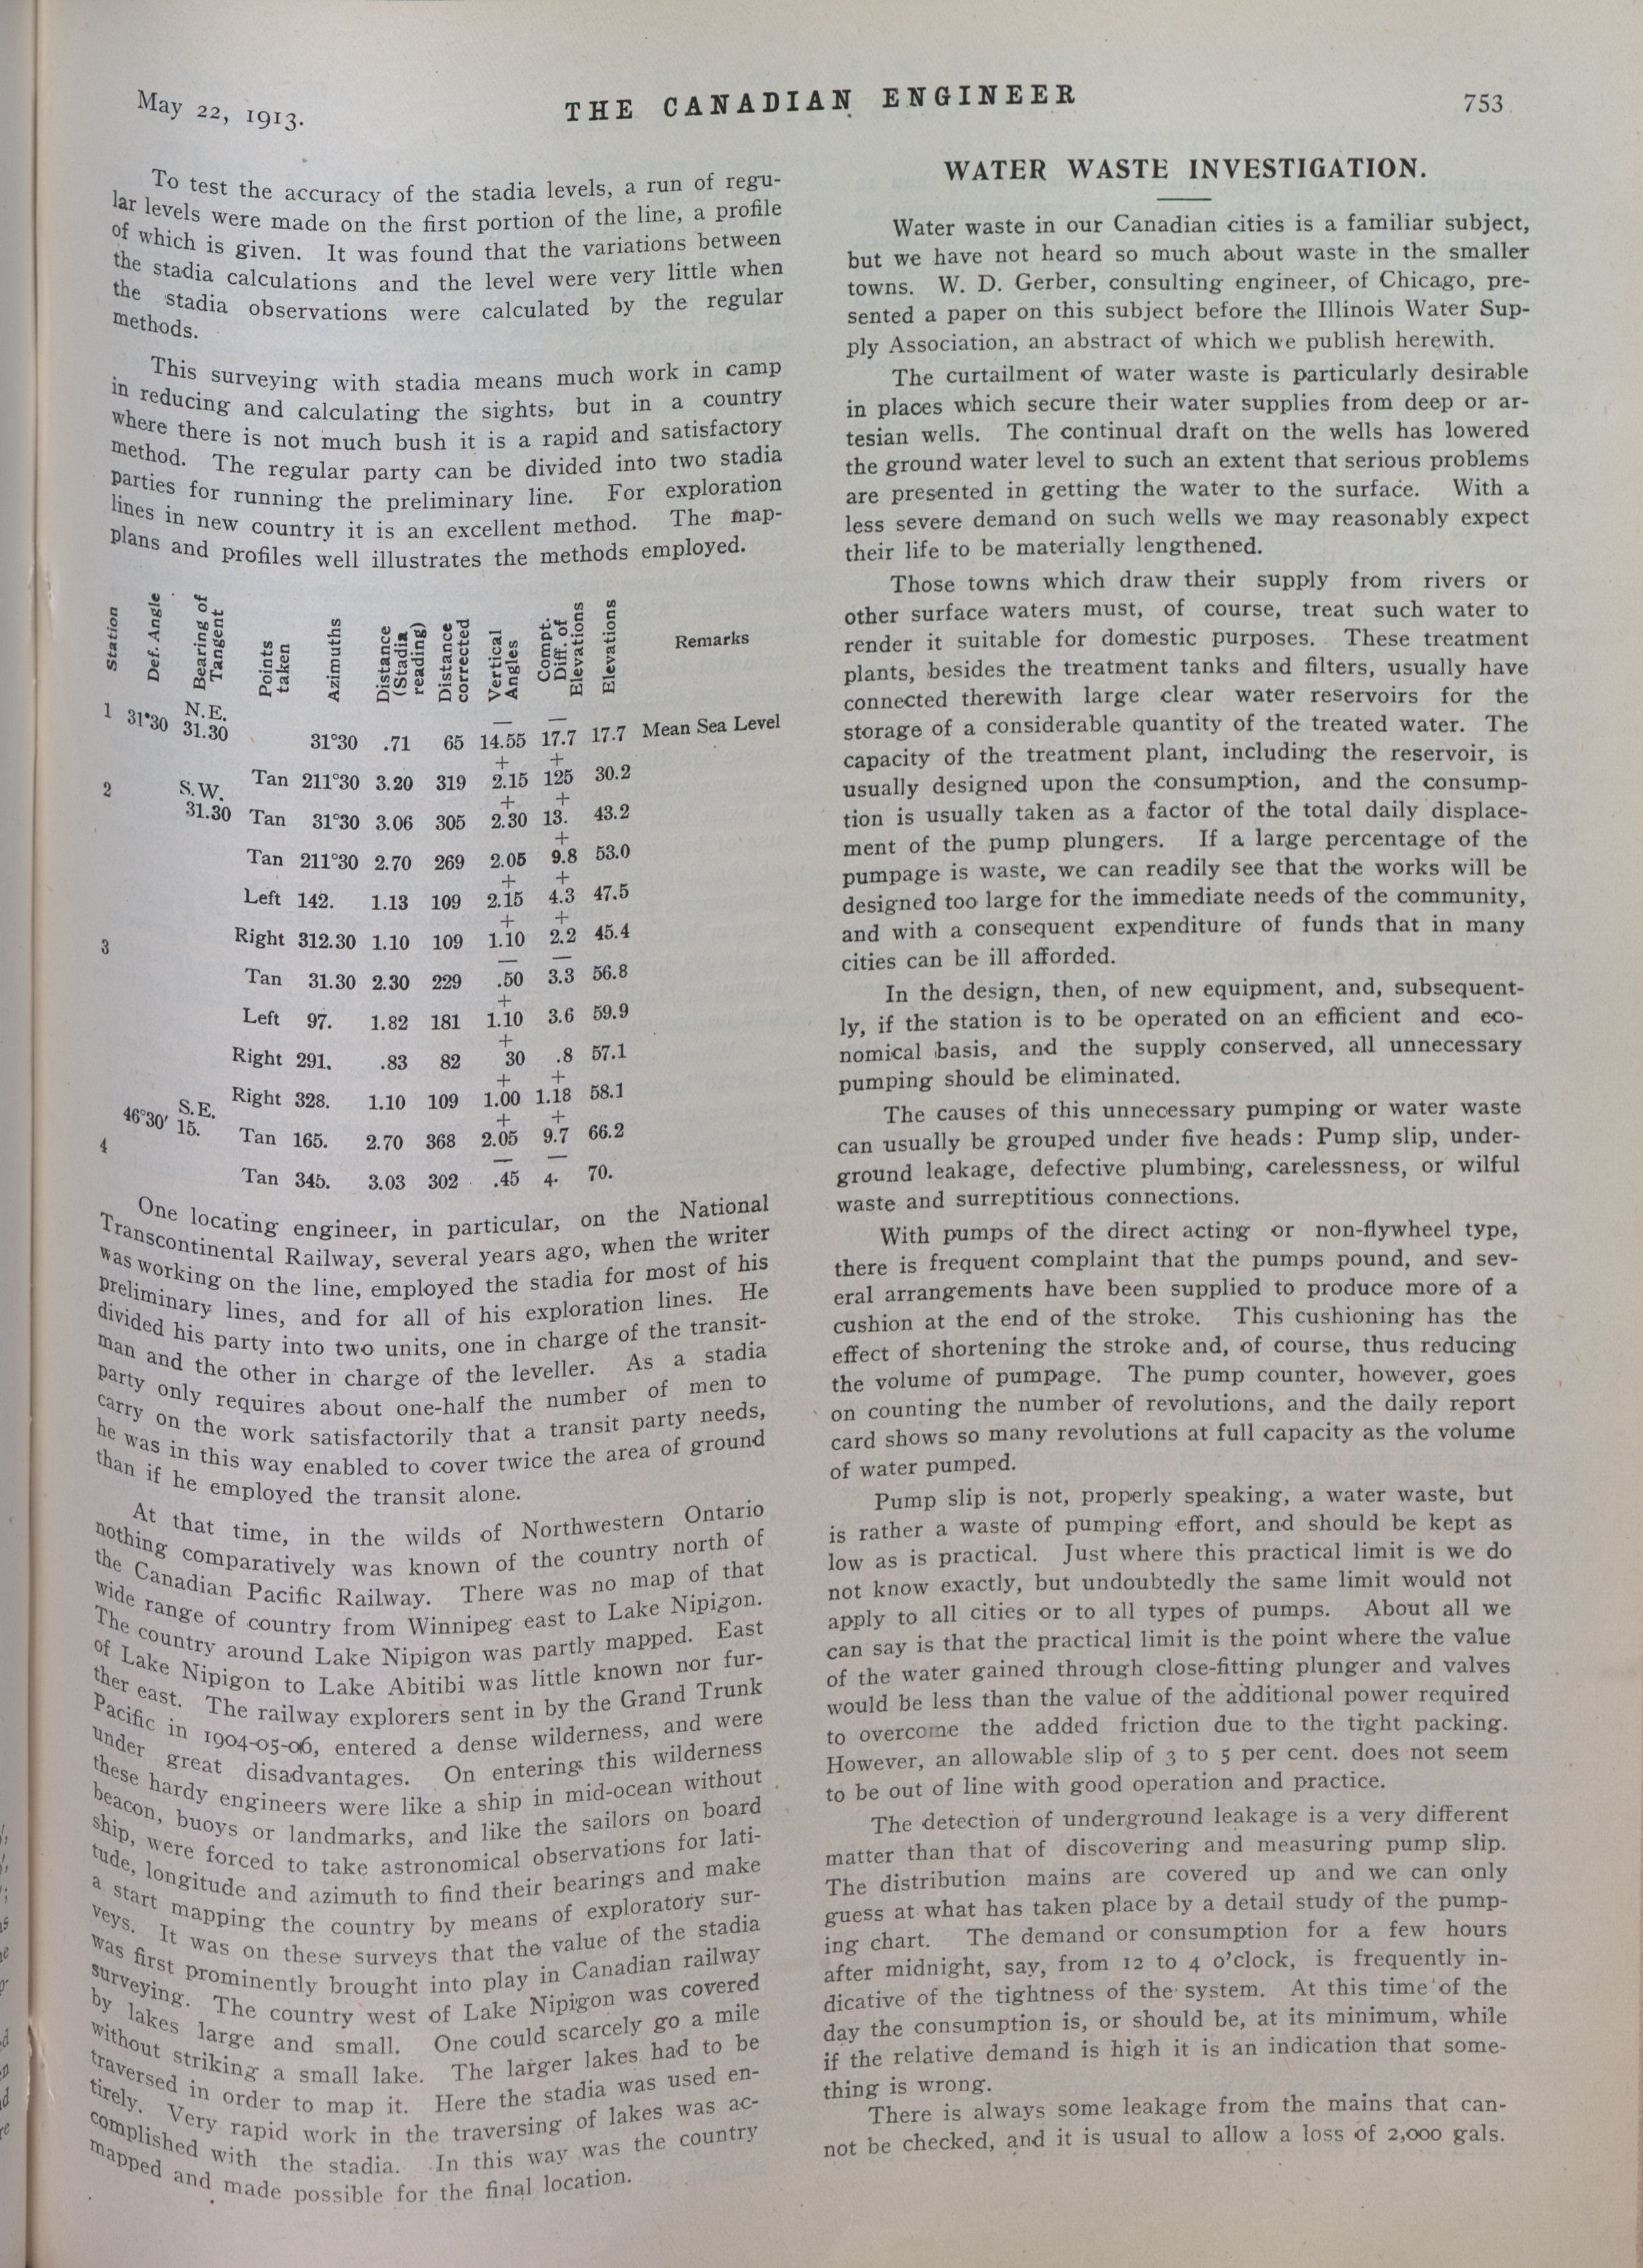 May 22, 1913.
THE CANADIAN ENGINEER
753
To test the accuracy of the stadia levels, a run of regu-
lar levels were made on the first portion of the line, a profile
of which is given. It was found that the variations between
the stadia calculations and the level were very little when
the stadia observations were calculated by the regular
methods.
This surveying with stadia means much work in camp
in reducing and calculating the sights, but in a country
where there is not much bush it is a rapid and satisfactory
method. The regular party can be divided into two stadia
parties for running the preliminary line. For exploration
lines in new country it is an excellent method. The map-
plans and profiles well illustrates the methods employed.
Station Def. Angle Bearing of Tangent Points taken Azimuths Distance (Stadia reading) Distance corrected Vertical Angles Compt. Diff. of Elevations Elevations Remarks
1 31°30 N.E. 31.30 31°30 .71 65 —14.55 —17.7 17.7 Mean Sea Level
Tan 211°30 3.20 319 +2.15 +125 30.2
2 S.W. 31.30 Tan 31°30 3.06 305 +2.30 +13. 43.2
Tan 211°30 2.70 269 2.05 +9.8 53.0
Left 142. 1.13 109 +2.15 +4.3 47.5
3 Right 312.30 1.10 109 +1.10 +2.2 45.4
Tan 31.30 2.30 229 —.50 —3.3 56.8
Left 97. 1.82 181 +1.10 3.6 59.9
Right 291. .83 82 +30 .8 57.1
Right 328. 1.10 109 +1.00 +1.18 58.1
46°30′ S.E. 15. Tan 165. 2.70 368 +2.05 +9.7 66.2
4 Tan 345. 3.03 302 —.45 —4. 70.
One locating engineer, in particular, on the National
Transcontinental Railway, several years ago, when the writer
was working on the line, employed the stadia for most of his
preliminary lines, and for all of his exploration lines. He
divided his party into two units, one in charge of the transit-
man and the other in charge of the leveller. As a stadia
party only requires about one-half the number of men to
carry on the work satisfactorily that a transit party needs,
he was in this way enabled to cover twice the area of ground
than if he employed the transit alone.
At that time, in the wilds of Northwestern Ontario
nothing comparatively was known of the country north of
the Canadian Pacific Railway. There was no map of that
wide range of country from Winnipeg east to Lake Nipigon.
The country around Lake Nipigon was partly mapped. East
of Lake Nipigon to Lake Abitibi was little known nor fur-
ther east. The railway explorers sent in by the Grand Trunk
Pacific in 1904-05-06, entered a dense wilderness, and were
under great disadvantages. On entering this wilderness
these hardy engineers were like a ship in mid-ocean without
beacon, buoys or landmarks, and like the sailors on board
ship, were forced to take astronomical observations for lati-
tude, longitude and azimuth to find their bearings and make
a start mapping the country by means of exploratory sur-
veys. It was on these surveys that the value of the stadia
was first prominently brought into play in Canadian railway
surveying. The country west of Lake Nipigon was covered
by lakes large and small. One could scarcely go a mile
without striking a small lake. The larger lakes had to be
traversed in order to map it. Here the stadia was used en-
tirely. Very rapid work in the traversing of lakes was ac-
complished with the stadia. In this way was the country
mapped and made possible for the final location.
WATER WASTE INVESTIGATION.
Water waste in our Canadian cities is a familiar subject,
but we have not heard so much about waste in the smaller
towns. W. D. Gerber, consulting engineer, of Chicago, pre-
sented a paper on this subject before the Illinois Water Sup-
ply Association, an abstract of which we publish herewith.
The curtailment of water waste is particularly desirable
in places which secure their water supplies from deep or ar-
tesian wells. The continual draft on the wells has lowered
the ground water level to such an extent that serious problems
are presented in getting the water to the surface. With a
less severe demand on such wells we may reasonably expect
their life to be materially lengthened.
Those towns which draw their supply from rivers or
other surface waters must, of course, treat such water to
render it suitable for domestic purposes. These treatment
plants, besides the treatment tanks and filters, usually have
connected therewith large clear water reservoirs for the
storage of a considerable quantity of the treated water. The
capacity of the treatment plant, including the reservoir, is
usually designed upon the consumption, and the consump-
tion is usually taken as a factor of the total daily displace-
ment of the pump plungers. If a large percentage of the
pumpage is waste, we can readily see that the works will be
designed too large for the immediate needs of the community,
and with a consequent expenditure of funds that in many
cities can be ill afforded.
In the design, then, of new equipment, and, subsequent-
ly, if the station is to be operated on an efficient and eco-
nomical basis, and the supply conserved, all unnecessary
pumping should be eliminated.
The causes of this unnecessary pumping or water waste
can usually be grouped under five heads: Pump slip, under-
ground leakage, defective plumbing, carelessness, or wilful
waste and surreptitious connections.
With pumps of the direct acting or non-flywheel type,
there is frequent complaint that the pumps pound, and sev-
eral arrangements have been supplied to produce more of a
cushion at the end of the stroke. This cushioning has the
effect of shortening the stroke and, of course, thus reducing
the volume of pumpage. The pump counter, however, goes
on counting the number of revolutions, and the daily report
card shows so many revolutions at full capacity as the volume
of water pumped.
Pump slip is not, properly speaking, a water waste, but
is rather a waste of pumping effort, and should be kept as
low as is practical. Just where this practical limit is we do
not know exactly, but undoubtedly the same limit would not
apply to all cities or to all types of pumps. About all we
can say is that the practical limit is the point where the value
of the water gained through close-fitting plunger and valves
would be less than the value of the additional power required
to overcome the added friction due to the tight packing.
However, an allowable slip of 3 to 5 per cent. does not seem
to be out of line with good operation and practice.
The detection of underground leakage is a very different
matter than that of discovering and measuring pump slip.
The distribution mains are covered up and we can only
guess at what has taken place by a detail study of the pump-
ing chart. The demand or consumption for a few hours
after midnight, say, from 12 to 4 o'clock, is frequently in-
dicative of the tightness of the system. At this time of the
day the consumption is, or should be, at its minimum, while
if the relative demand is high it is an indication that some-
thing is wrong.
There is always some leakage from the mains that can-
not be checked, and it is usual to allow a loss of 2,000 gals.